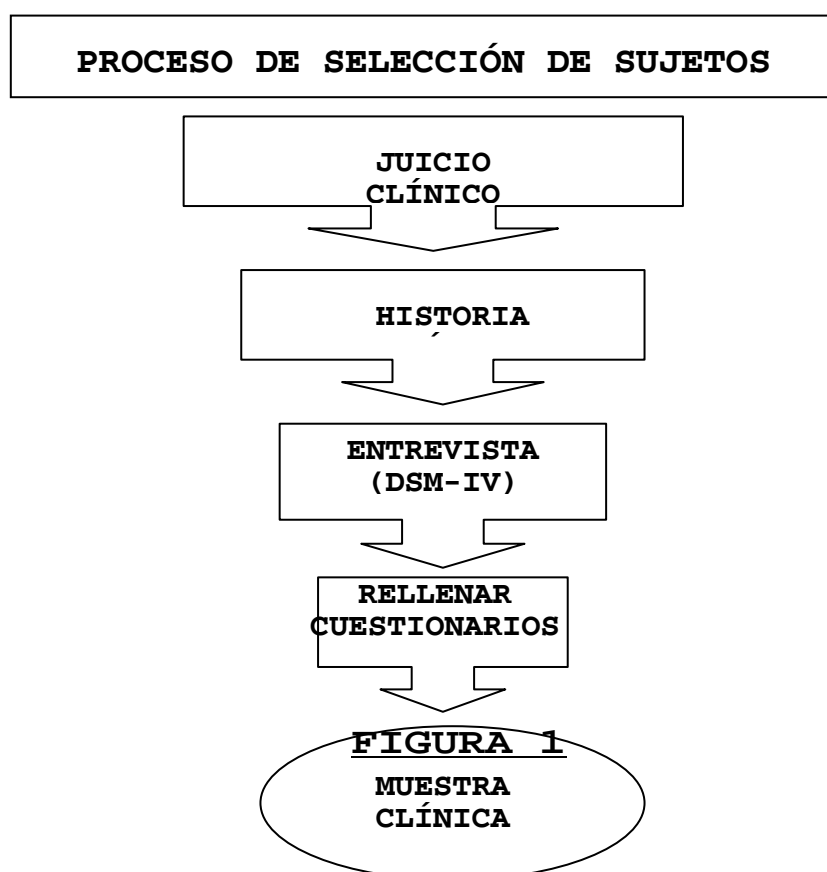 PROCESO DE SELECCIÓN DE SUJETOS
JUICIO
CLÍNICO
HISTORIA
ENTREVISTA
(DSM-IV)
RELLENAR
CUESTIONARIOS
FIGURA 1
MUESTRA
CLÍNICA